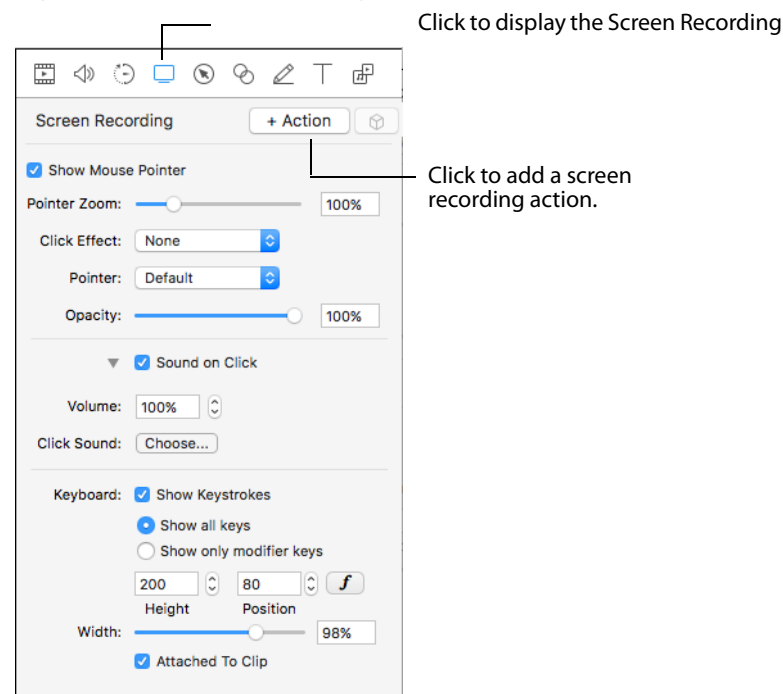 Click to display the Screen Recording
Screen Recording
+ Action
Click to add a screen
recording action.
Show Mouse Pointer
Pointer Zoom:
100%
Click Effect:
None
Pointer:
Default
Opacity:
100%
Sound on Click
Volume:
100%
Click Sound:
Choose...
Keyboard:
Show Keystrokes
Show all keys
Show only modifier keys
200
80
f
Height
Position
Width:
98%
Attached To Clip